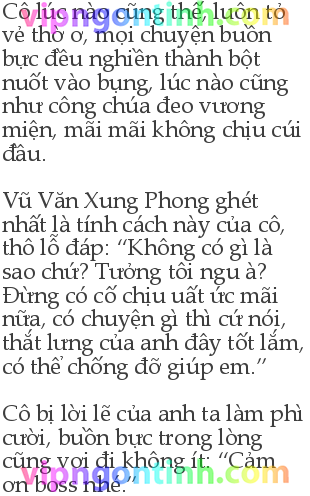 Cô lúc nào cũng thế, luôn tỏ
vipngontinh.com
vẻ thờ ơ, mọi chuyện buồn
bực đều nghiền thành bột
nuốt vào bụng, lúc nào cũng
như công chúa đeo vương
miện, mãi mãi không chịu cúi
đầu.
Vũ Văn Xung Phong ghét
nhất là tính cách này của cô,
thô lỗ đáp: “Không có gì là
sao chứ? Tưởng tôi ngu à?
Đừng có cố chịu uất ức mãi
nữa, có chuyện gì thì cứ nói,
thắt lưng của anh đây tốt lắm,
có thể chống đỡ giúp em.”
Cô bị lời lẽ của anh ta làm phì
cười, buồn bực trong lòng
cũng vơi đi không ít: “Cảm
vipngontinh.com
ơn boss nhé.”